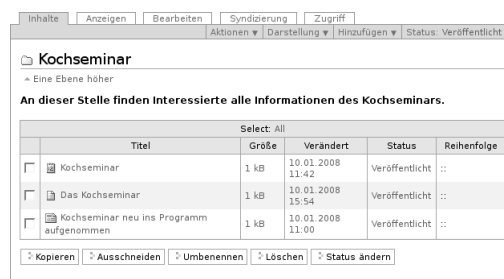 Inhalte Anzeigen Bearbeiten Syndizierung Zugriff
Aktionen Darstellung Hinzufügen Status: Veröffentlicht
Kochseminar
Eine Ebene höher
An dieser Stelle finden Interessierte alle Informationen des Kochseminars.
Select: All
Titel Größe Verändert Status Reihenfolge
Kochseminar 1 kB 10.01.2008 11:42 Veröffentlicht ::
Das Kochseminar 1 kB 10.01.2008 15:54 Veröffentlicht ::
Kochseminar neu ins Programm aufgenommen 1 kB 10.01.2008 11:00 Veröffentlicht ::
Kopieren Ausschneiden Umbenennen Löschen Status ändern